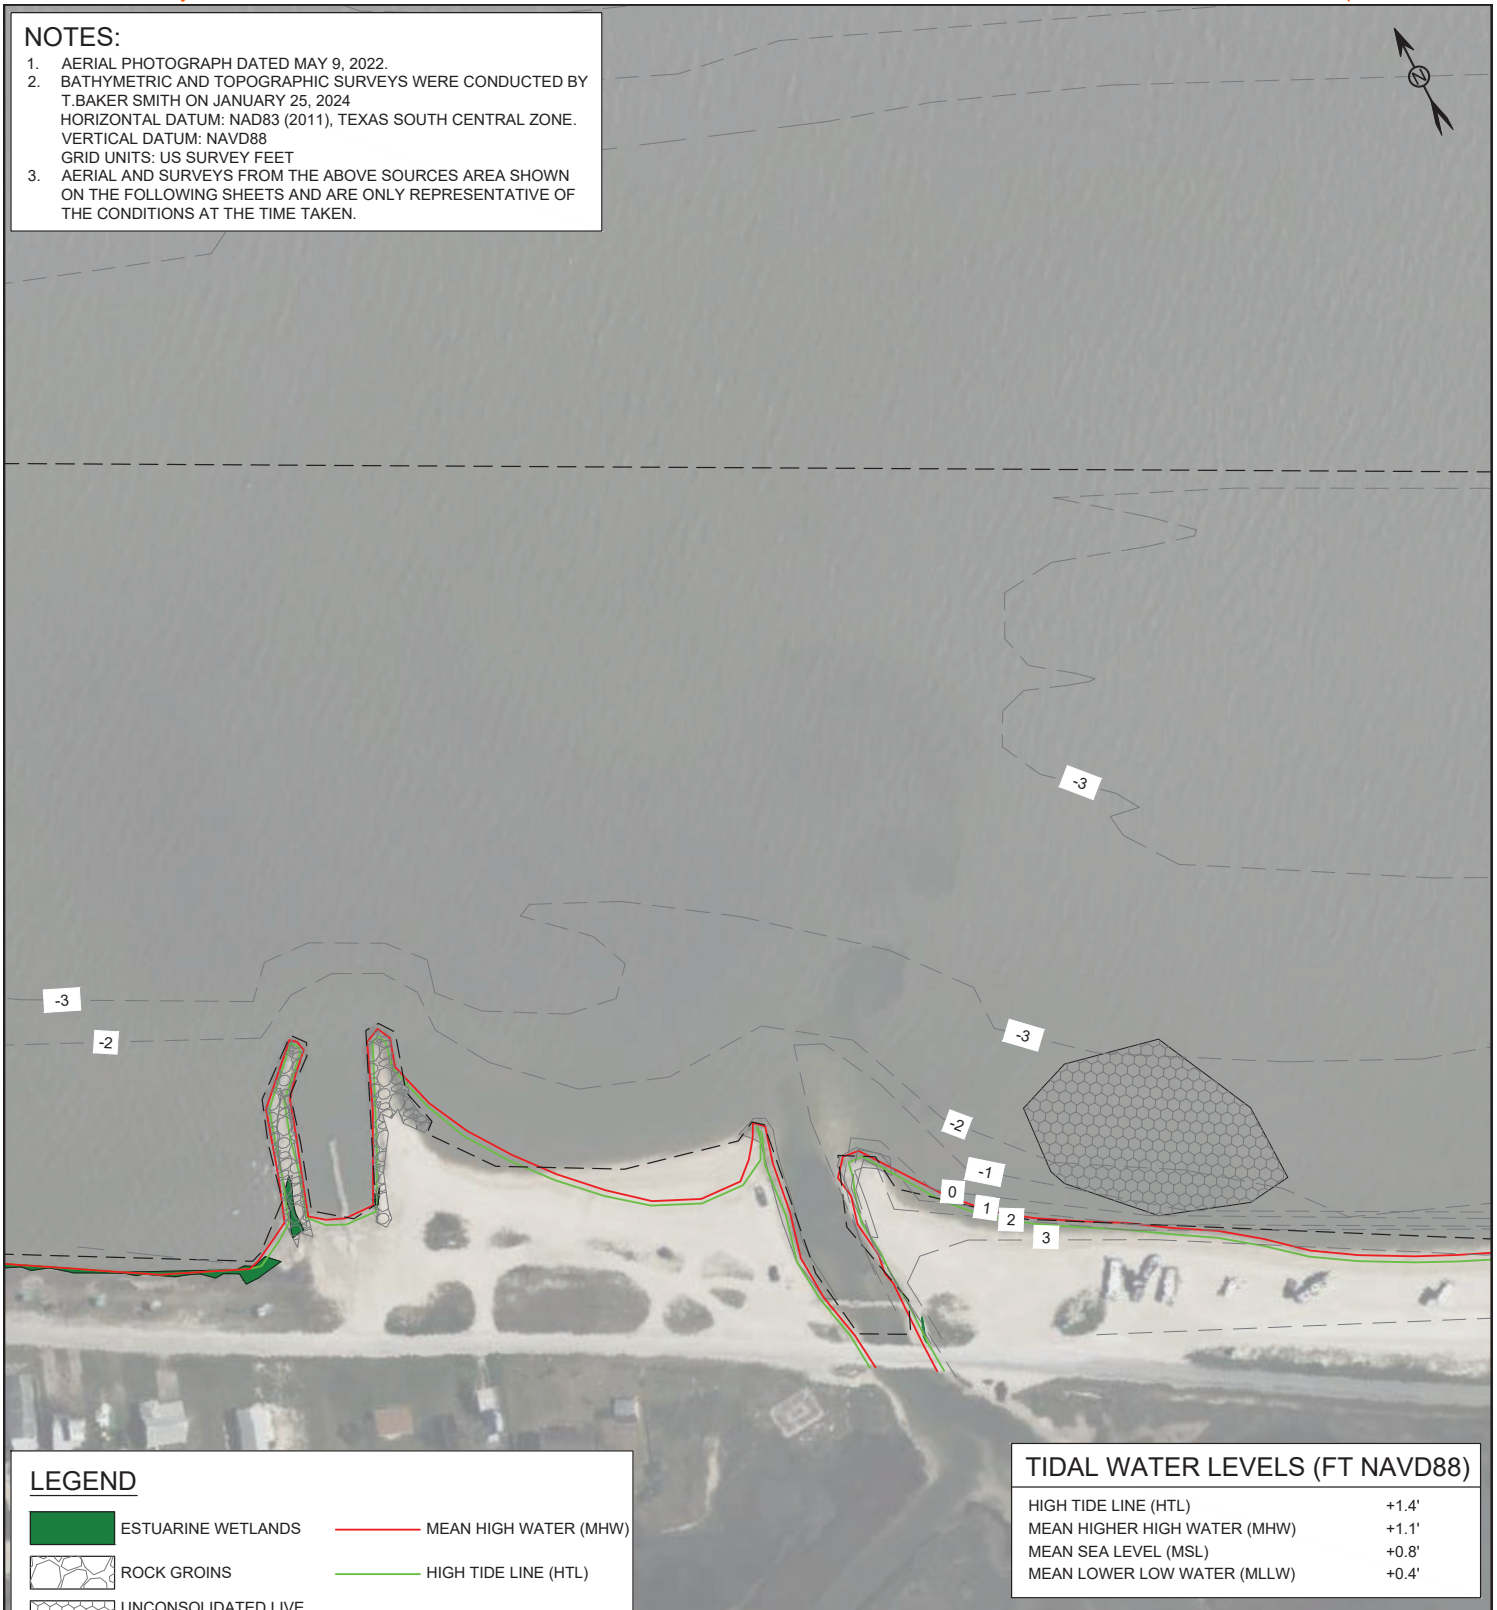 NOTES:
1. AERIAL PHOTOGRAPH DATED MAY 9, 2022.
2. BATHYMETRIC AND TOPOGRAPHIC SURVEYS WERE CONDUCTED BY
T.BAKER SMITH ON JANUARY 25, 2024
HORIZONTAL DATUM: NAD83 (2011), TEXAS SOUTH CENTRAL ZONE.
VERTICAL DATUM: NAVD88
GRID UNITS: US SURVEY FEET
3. AERIAL AND SURVEYS FROM THE ABOVE SOURCES AREA SHOWN
ON THE FOLLOWING SHEETS AND ARE ONLY REPRESENTATIVE OF
THE CONDITIONS AT THE TIME TAKEN.
N
-3
-3
-2
-3
-2
-1
0
1
2
3
LEGEND
ESTUARINE WETLANDS
MEAN HIGH WATER (MHW)
ROCK GROINS
HIGH TIDE LINE (HTL)
UNCONSOLIDATED LIVE
TIDAL WATER LEVELS (FT NAVD88)
HIGH TIDE LINE (HTL) +1.4'
MEAN HIGHER HIGH WATER (MHW) +1.1'
MEAN SEA LEVEL (MSL) +0.8'
MEAN LOWER LOW WATER (MLLW) +0.4'